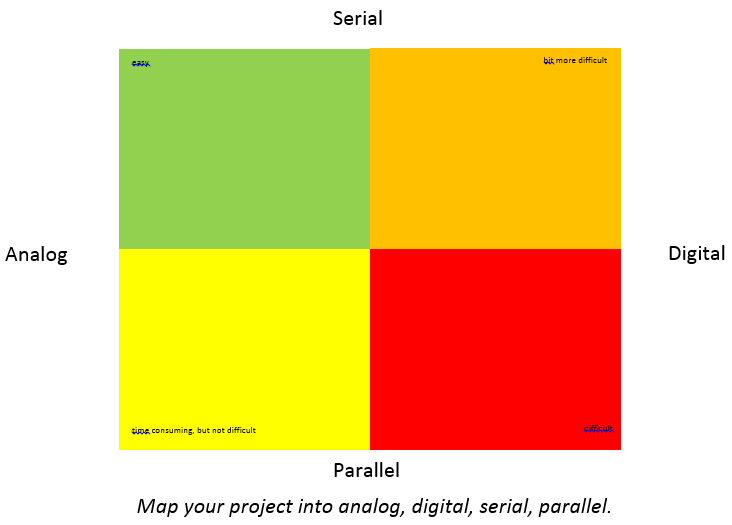 Serial
easy
bit more difficult
Analog
Digital
time consuming, but not difficult
difficult
Parallel
Map your project into analog, digital, serial, parallel.